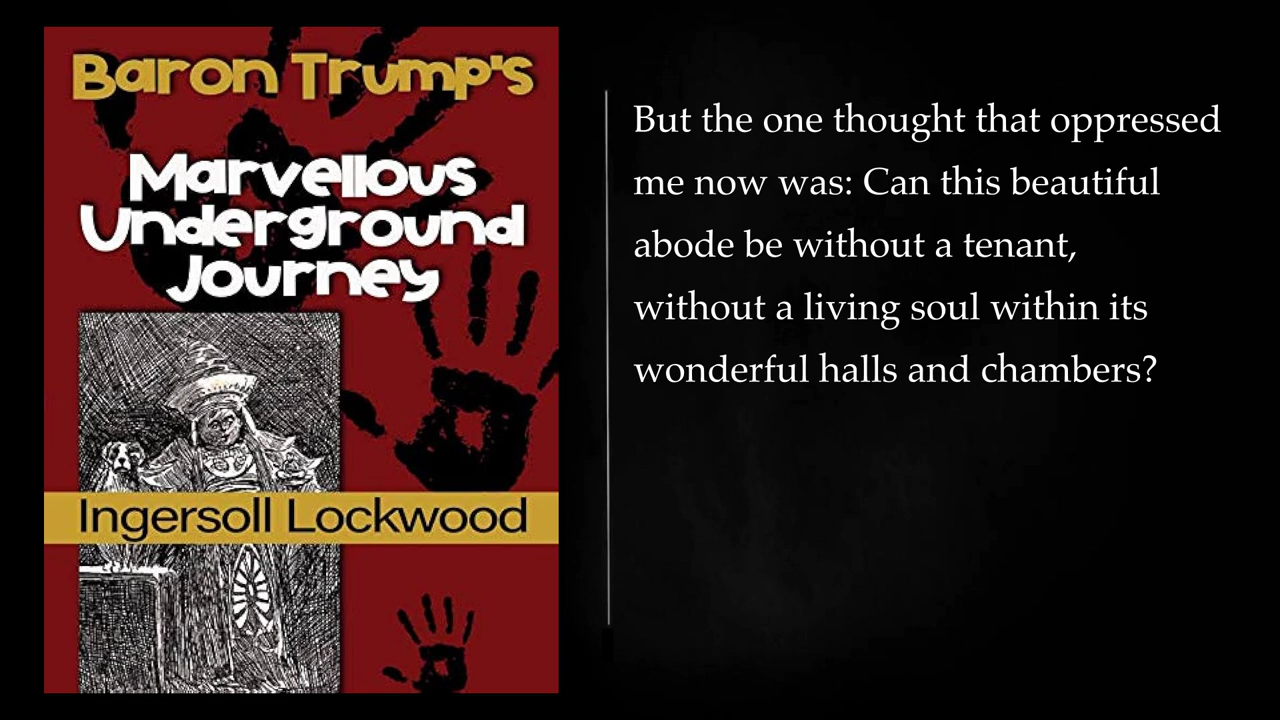 Baron Trump's
Marvellous
Underground
Journey
Ingersoll Lockwood
But the one thought that oppressed
me now was: Can this beautiful
abode be without a tenant,
without a living soul within its
wonderful halls and chambers?